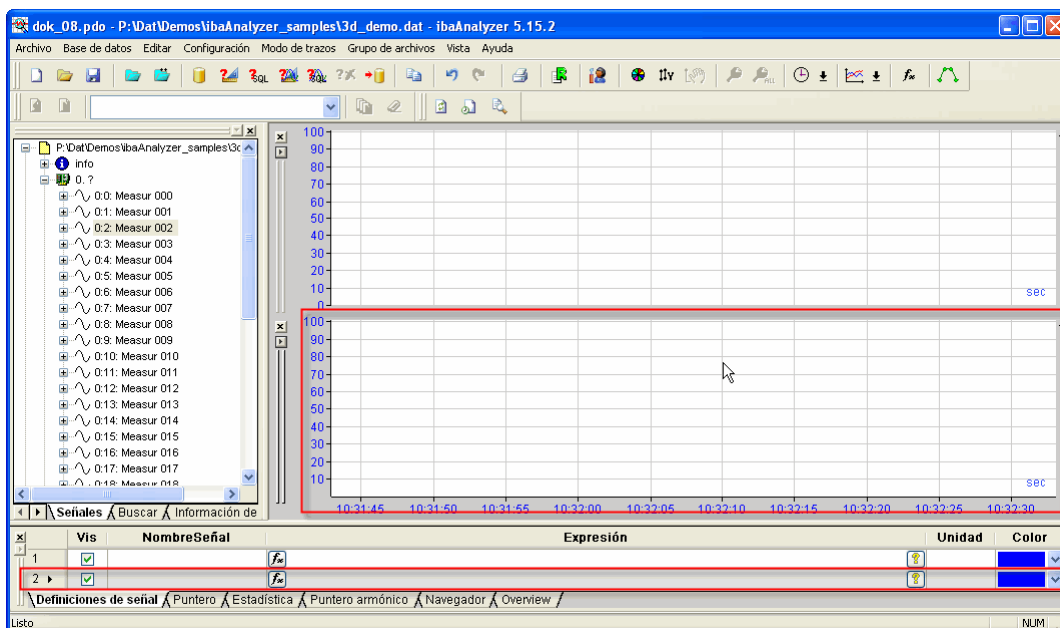 dok_08.pdo - P:\Dat\Demos\ibaAnalyzer_samples\3d_demo.dat - ibaAnalyzer 5.15.2
Archivo Base de datos Editar Configuración Modo de trazos Grupo de archivos Vista Ayuda
P:\Dat\Demos\ibaAnalyzer_samples\3c
info
0. ?
0:0: Measur 000
0:1: Measur 001
0:2: Measur 002
0:3: Measur 003
0:4: Measur 004
0:5: Measur 005
0:6: Measur 006
0:7: Measur 007
0:8: Measur 008
0:9: Measur 009
0:10: Measur 010
0:11: Measur 011
0:12: Measur 012
0:13: Measur 013
0:14: Measur 014
0:15: Measur 015
0:16: Measur 016
0:17: Measur 017
0:18: Measur 018
Señales Buscar Información de
100
90
80
70
60
50
40
30
20
10
0
sec
100
90
80
70
60
50
40
30
20
10
sec
10:31:45 10:31:50 10:31:55 10:32:00 10:32:05 10:32:10 10:32:15 10:32:20 10:32:25 10:32:30
Vis NombreSeñal Expresión Unidad Color
1 fx ?
2 fx ?
Definiciones de señal Puntero Estadística Puntero armónico Navegador Overview
Listo NUM